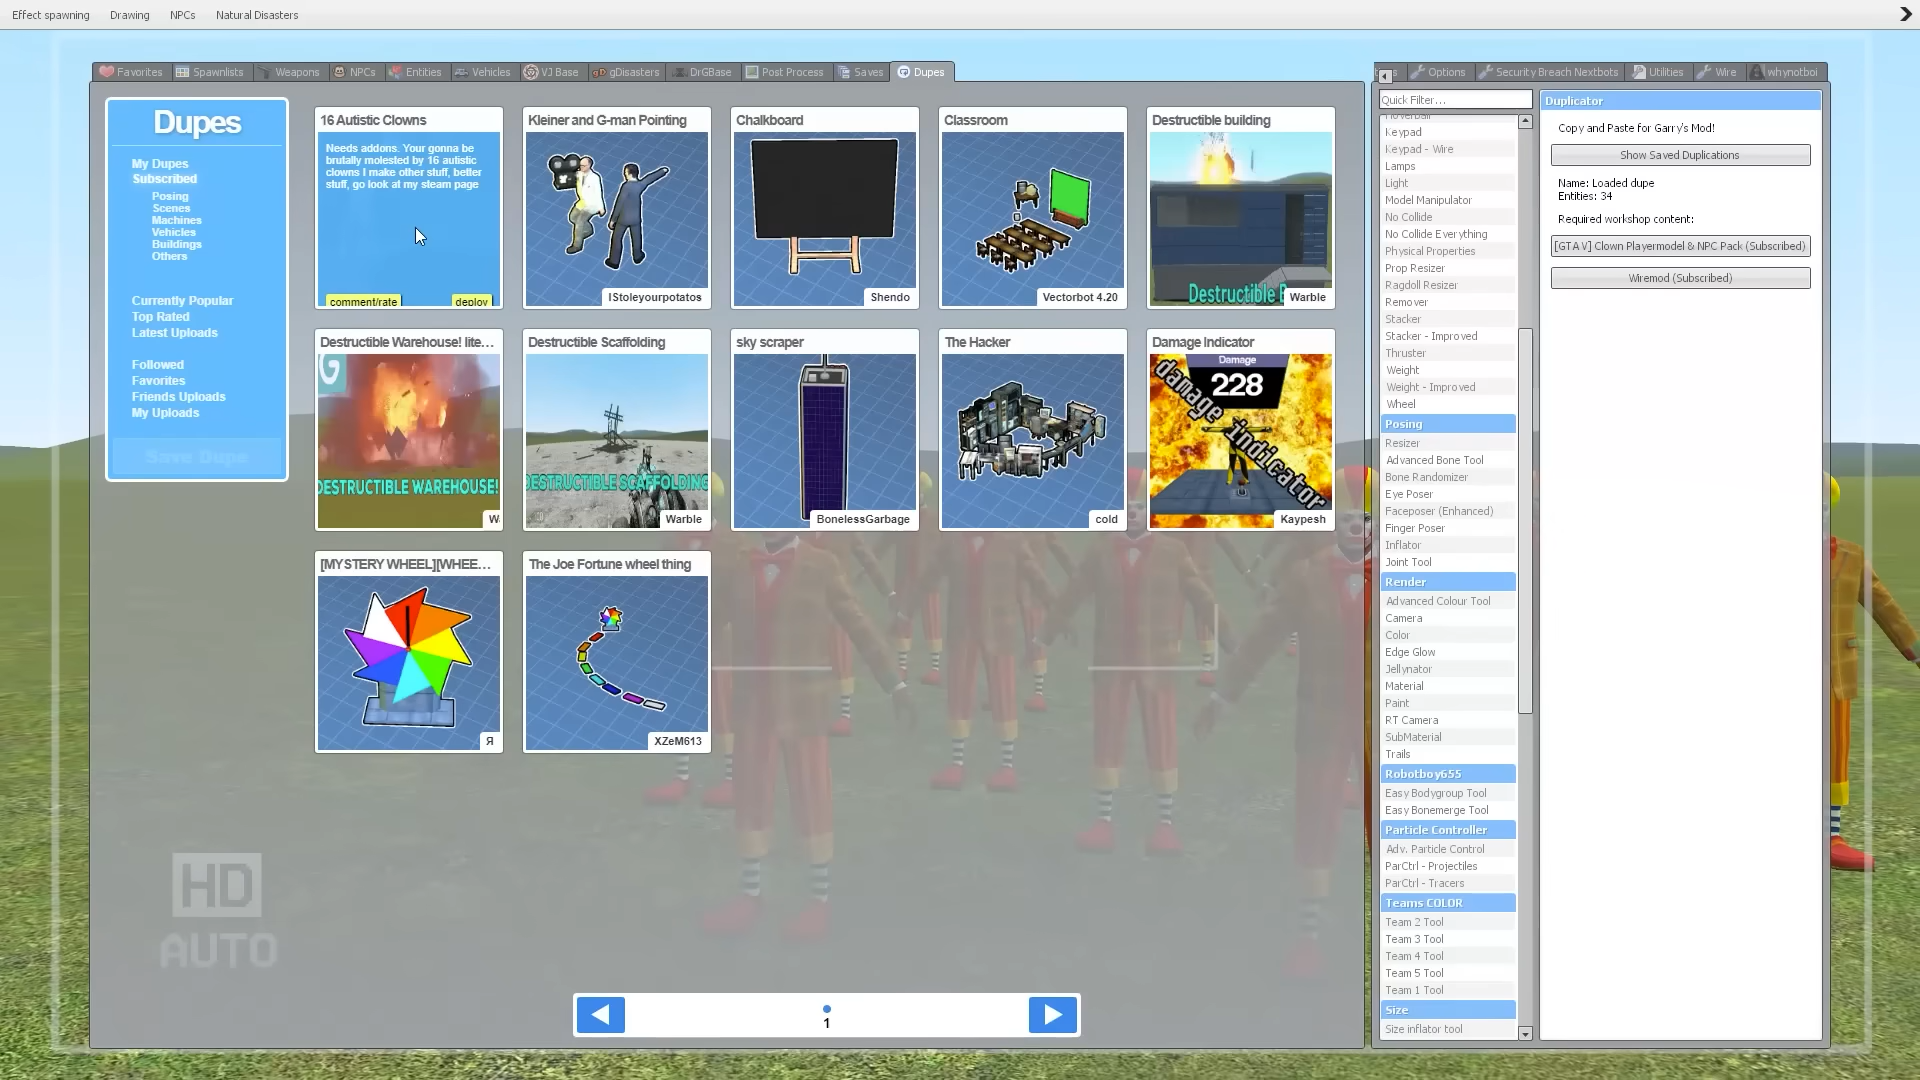 Effect spawning Drawing NPCs Natural Disasters
Favorites Spawnlists Weapons NPCs Entities Vehicles VJ Base gDisasters DrGBase Post Process Saves Dupes
Options Security Breach Nextbots Utilities Wire whynotboi
Dupes
My Dupes
Subscribed
Posing
Scenes
Machines
Vehicles
Buildings
Others
Currently Popular
Top Rated
Latest Uploads
Followed
Favorites
Friends Uploads
My Uploads
Save Dupe
16 Autistic Clowns
Needs addons. Your gonna be
brutally molested by 16 autistic
clowns I make other stuff, better
stuff, go look at my steam page
comment/rate deploy
Kleiner and G-man Pointing
IStoleyourpotatos
Chalkboard
Shendo
Classroom
Vectorbot 4.20
Destructible building
Destructible B
Warble
Destructible Warehouse! lite...
G
DESTRUCTIBLE WAREHOUSE!
W
Destructible Scaffolding
DESTRUCTIBLE SCAFFOLDING
Warble
sky scraper
BonelessGarbage
The Hacker
cold
Damage Indicator
Damage
228
damage indicator
Kaypesh
[MYSTERY WHEEL][WHEE...
Я
The Joe Fortune wheel thing
XZeM613
HD
AUTO
1
Quick Filter...
Hoverball
Keypad
Keypad - Wire
Lamps
Light
Model Manipulator
No Collide
No Collide Everything
Physical Properties
Prop Resizer
Ragdoll Resizer
Remover
Stacker
Stacker - Improved
Thruster
Weight
Weight - Improved
Wheel
Posing
Resizer
Advanced Bone Tool
Bone Randomizer
Eye Poser
Faceposer (Enhanced)
Finger Poser
Inflator
Joint Tool
Render
Advanced Colour Tool
Camera
Color
Edge Glow
Jellynator
Material
Paint
RT Camera
SubMaterial
Trails
Robotboy655
Easy Bodygroup Tool
Easy Bonemerge Tool
Particle Controller
Adv. Particle Control
ParCtrl - Projectiles
ParCtrl - Tracers
Teams COLOR
Team 2 Tool
Team 3 Tool
Team 4 Tool
Team 5 Tool
Team 1 Tool
Size
Size inflator tool
Duplicator
Copy and Paste for Garry's Mod!
Show Saved Duplications
Name: Loaded dupe
Entities: 34
Required workshop content:
[GTA V] Clown Playermodel & NPC Pack (Subscribed)
Wiremod (Subscribed)